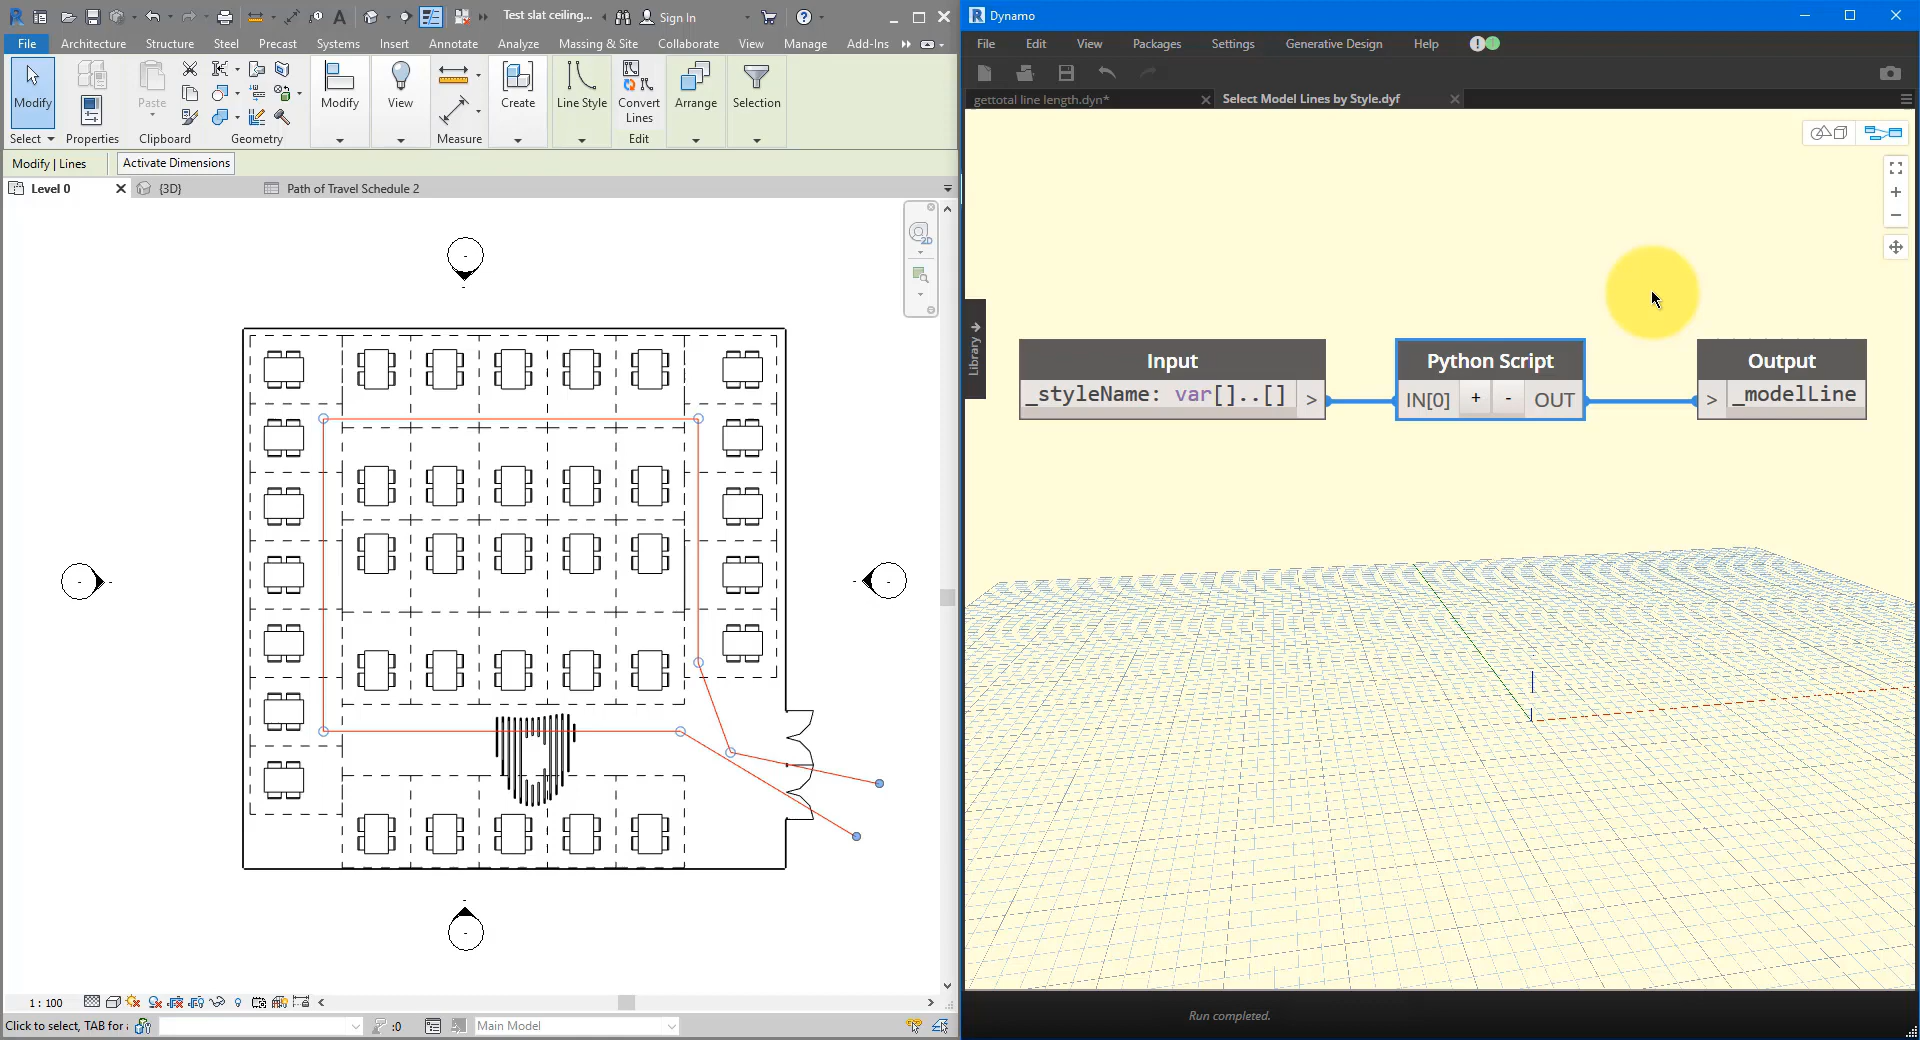 Test slat ceiling...
Sign In
File
Architecture
Structure
Steel
Precast
Systems
Insert
Annotate
Analyze
Massing & Site
Collaborate
View
Manage
Add-Ins
Modify
Paste
Modify
View
Create
Line Style
Convert
Lines
Arrange
Selection
Select
Properties
Clipboard
Geometry
Measure
Edit
Modify | Lines
Activate Dimensions
Level 0
{3D}
Path of Travel Schedule 2
2D
1 : 100
Click to select, TAB for a
:0
Main Model
Dynamo
File
Edit
View
Packages
Settings
Generative Design
Help
gettotal line length.dyn*
Select Model Lines by Style.dyf
Library
Input
_styleName: var[]..[]
>
Python Script
IN[0]
+
-
OUT
Output
>
_modelLine
Run completed.